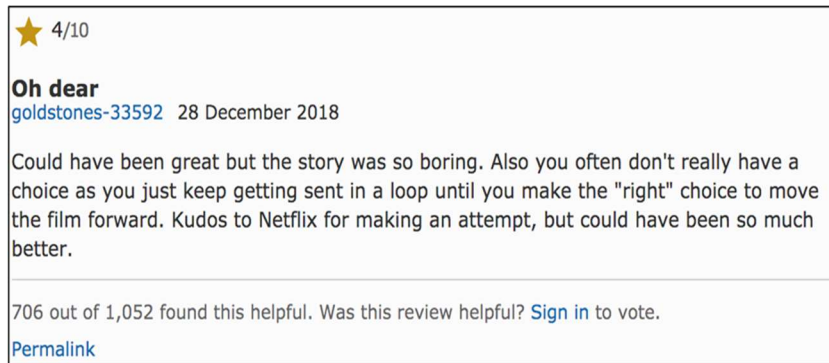 4/10
Oh dear
goldstones-33592 28 December 2018
Could have been great but the story was so boring. Also you often don't really have a
choice as you just keep getting sent in a loop until you make the "right" choice to move
the film forward. Kudos to Netflix for making an attempt, but could have been so much
better.
706 out of 1,052 found this helpful. Was this review helpful? Sign in to vote.
Permalink